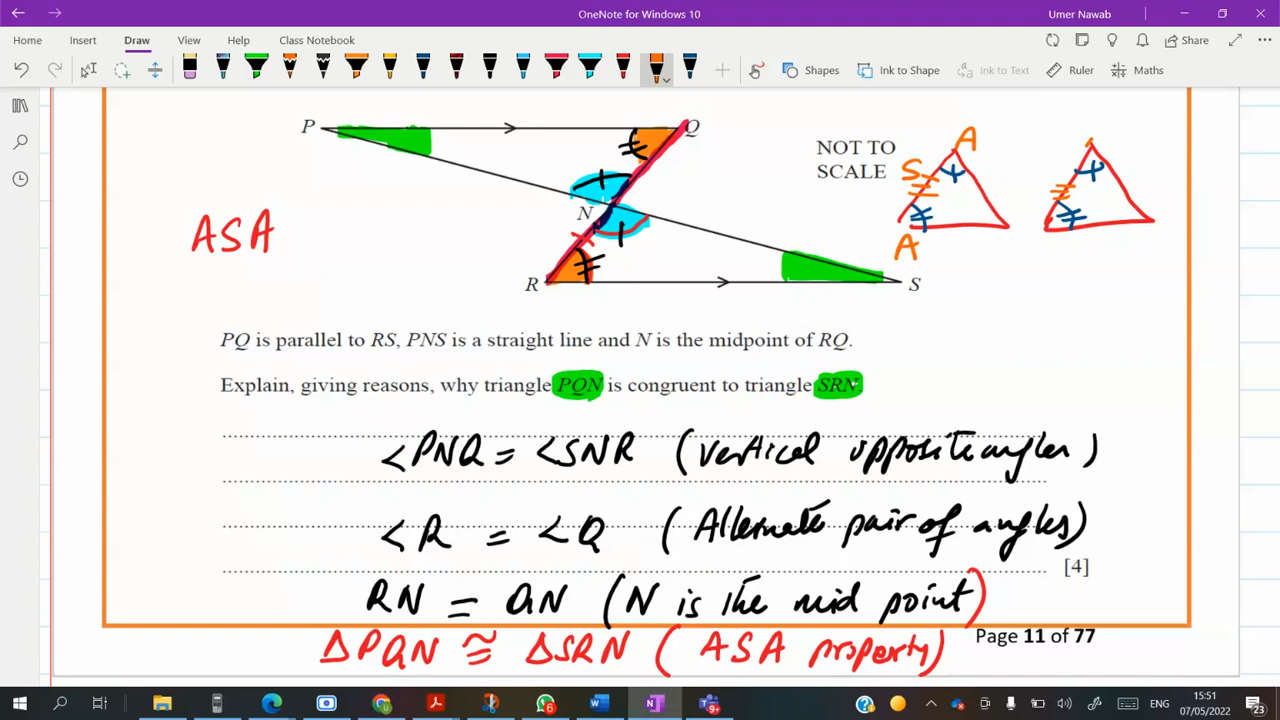 OneNote for Windows 10
Umer Nawab
Home Insert Draw View Help Class Notebook
Share
Shapes Ink to Shape Ink to Text Ruler Maths
P Q
NOT TO
SCALE
A
S
A
N
ASA
R S
PQ is parallel to RS, PNS is a straight line and N is the midpoint of RQ.
Explain, giving reasons, why triangle PQN is congruent to triangle SRN.
<PNQ = <SNR (vertical opposite angles)
<R = <Q (Alternate pair of angles)
[4]
RN = QN (N is the mid point)
Page 11 of 77
ΔPQN ≅ ΔSRN (ASA property)
6
9+
ENG
15:51
07/05/2022
23